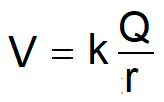 V = k Q/r